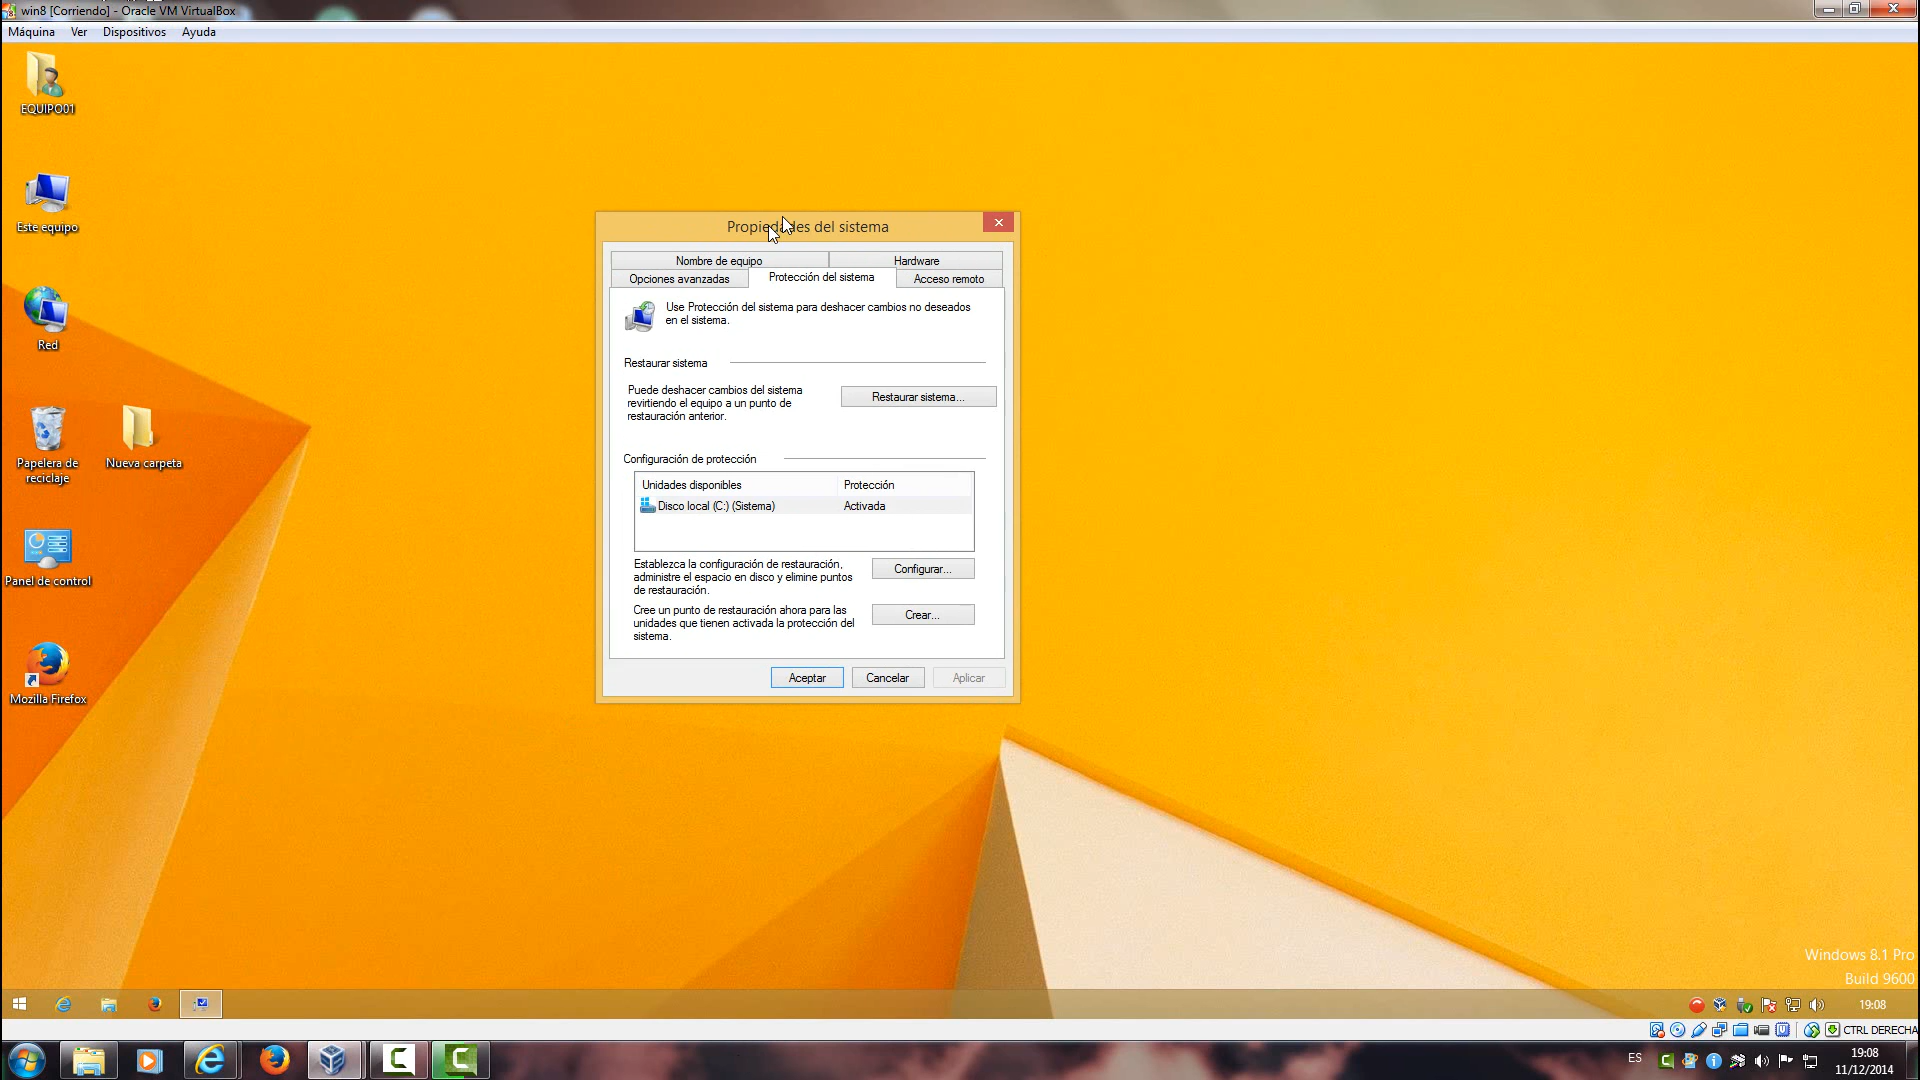 win8 [Corriendo] - Oracle VM VirtualBox
Máquina Ver Dispositivos Ayuda
EQUIPO01
Este equipo
Red
Papelera de
reciclaje
Nueva carpeta
Panel de control
Mozilla Firefox
Propiedades del sistema
Nombre de equipo
Hardware
Opciones avanzadas
Protección del sistema
Acceso remoto
Use Protección del sistema para deshacer cambios no deseados
en el sistema.
Restaurar sistema
Puede deshacer cambios del sistema
revirtiendo el equipo a un punto de
restauración anterior.
Restaurar sistema...
Configuración de protección
Unidades disponibles Protección
Disco local (C:) (Sistema) Activada
Establezca la configuración de restauración,
administre el espacio en disco y elimine puntos
de restauración.
Configurar...
Cree un punto de restauración ahora para las
unidades que tienen activada la protección del
sistema.
Crear...
Aceptar Cancelar Aplicar
Windows 8.1 Pro
Build 9600
19:08
CTRL DERECHA
ES
19:08
11/12/2014